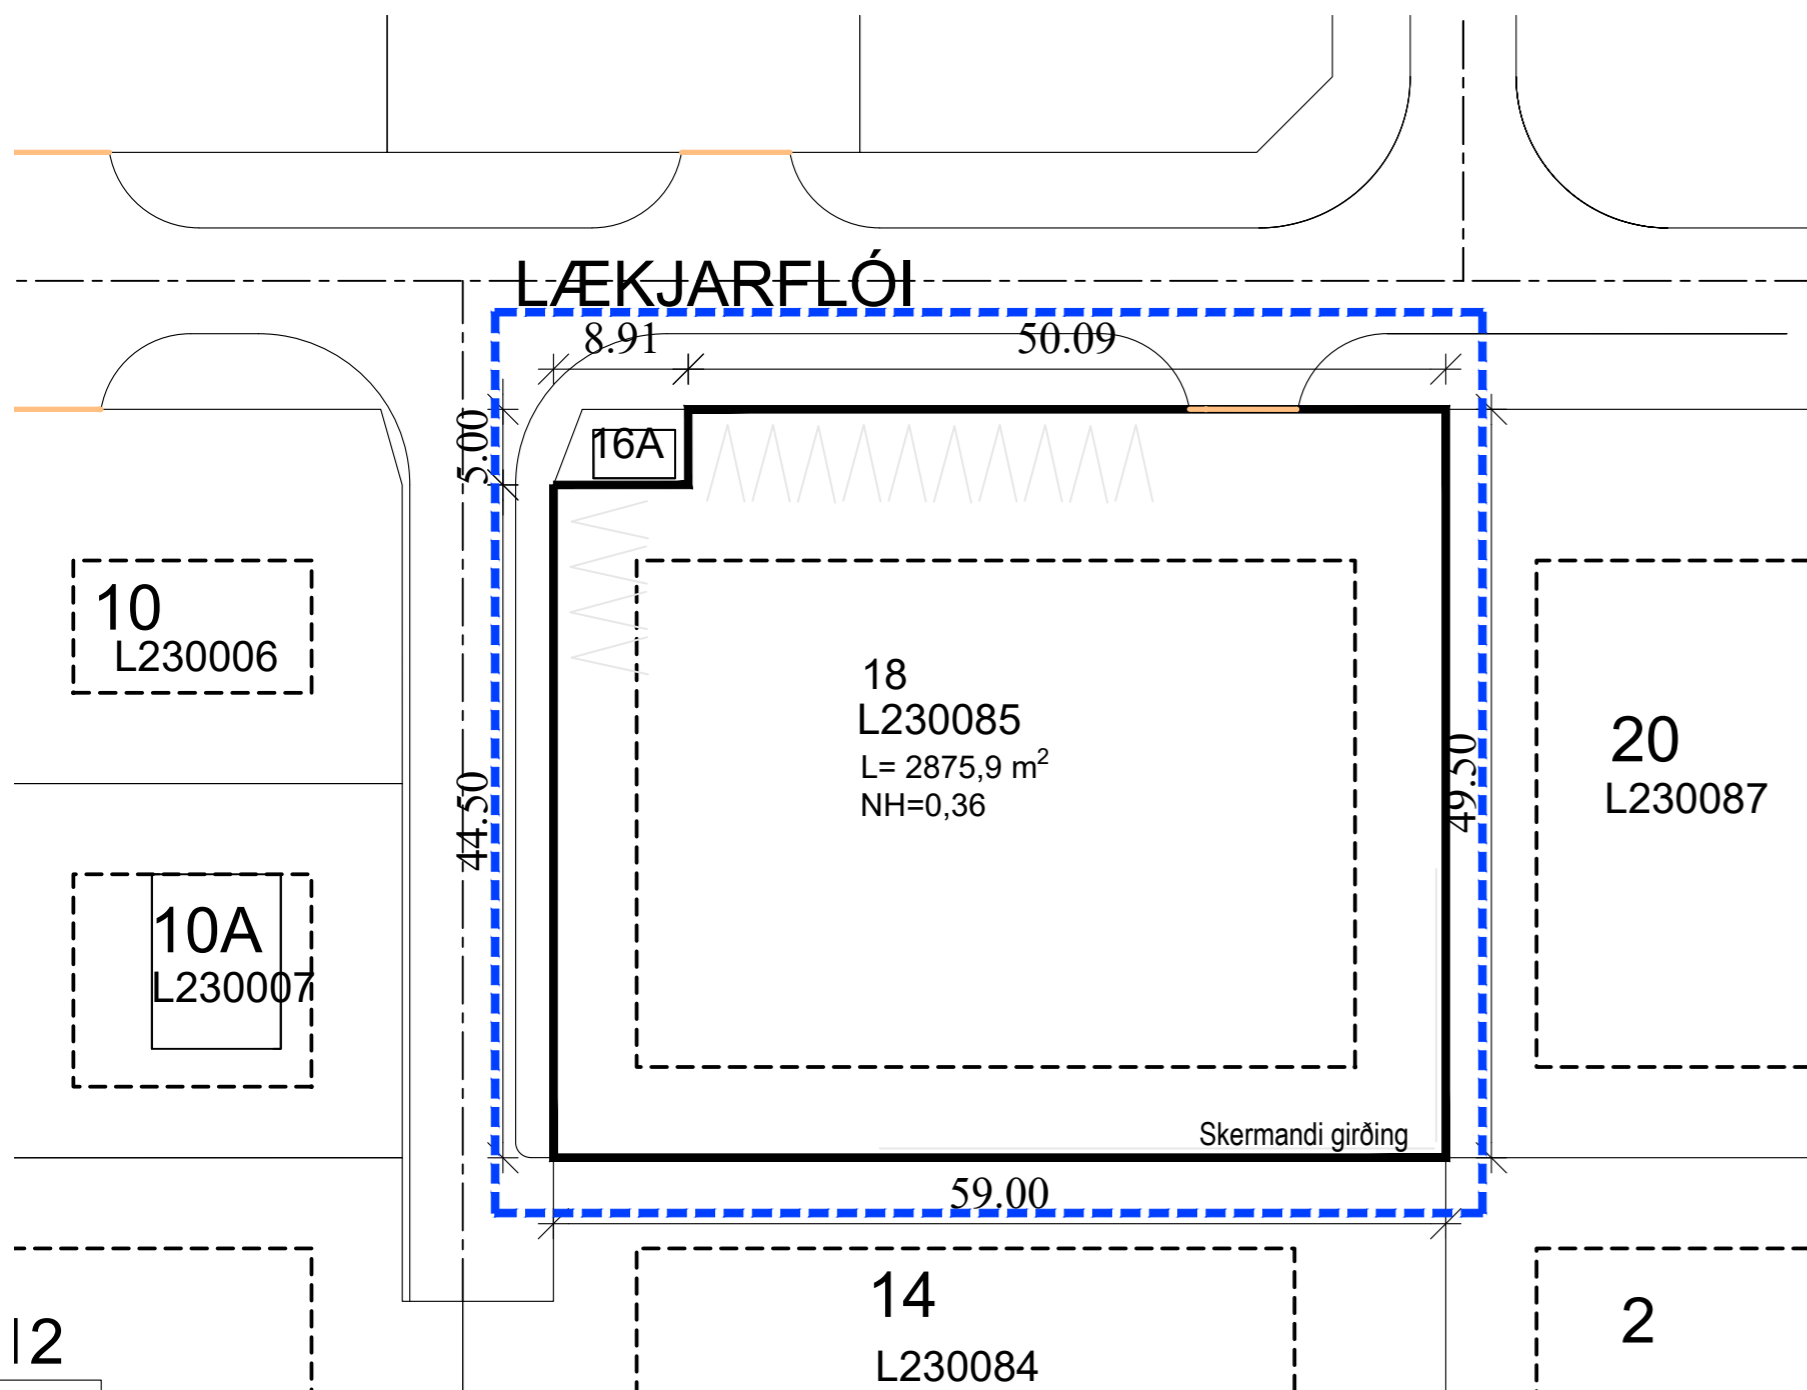 LÆKJARFLÓI
8.91
50.09
5.00
16A
10
L230006
18
L230085
L= 2875,9 m²
NH=0,36
44.50
49.50
20
L230087
10A
L230007
Skermandi girðing
59.00
14
L230084
2
12